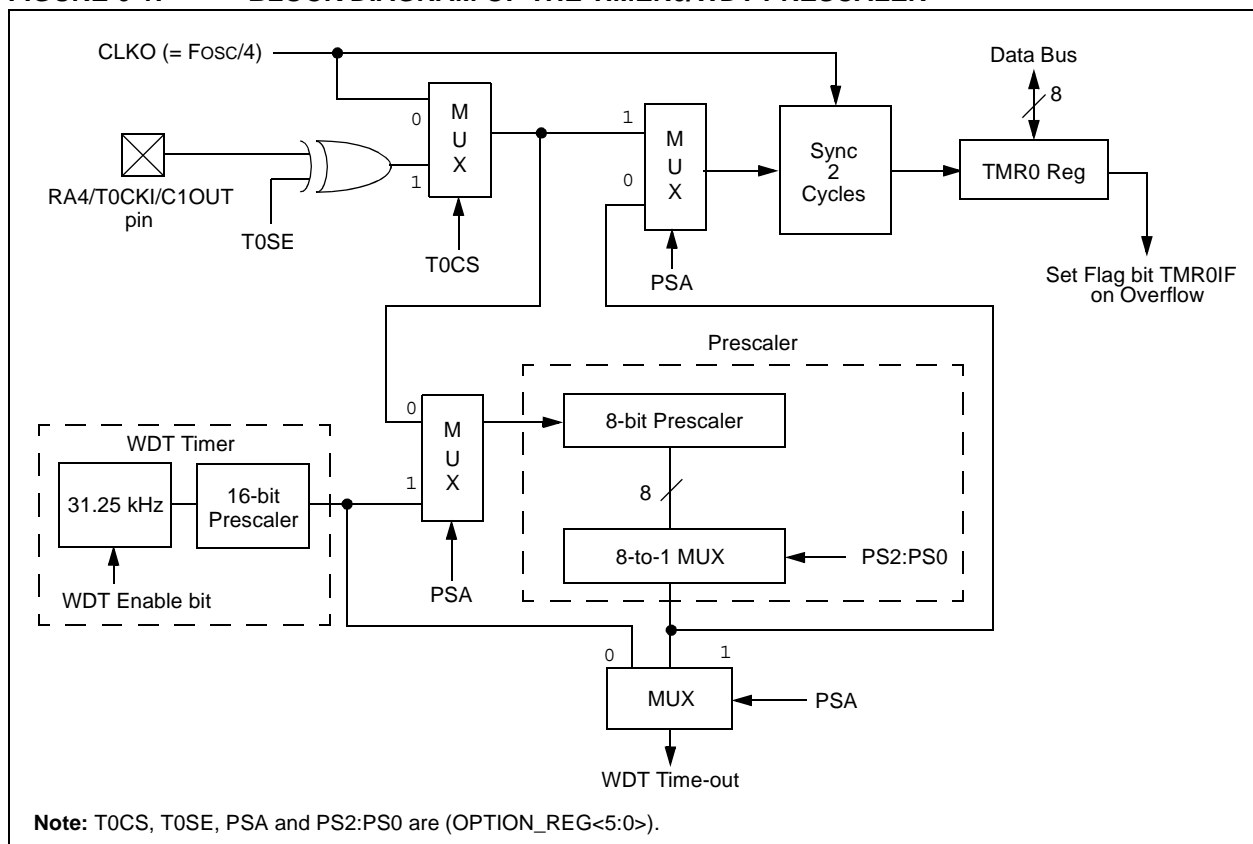 CLKO (= FOSC/4)
Data Bus
8
0
M
U
X
1
M
U
X
1
0
Sync
2
Cycles
TMR0 Reg
RA4/T0CKI/C1OUT
pin
T0SE
T0CS
PSA
Set Flag bit TMR0IF
on Overflow
Prescaler
0
M
U
X
1
8-bit Prescaler
WDT Timer
31.25 kHz
16-bit
Prescaler
8
8-to-1 MUX
PS2:PS0
WDT Enable bit
PSA
0
1
MUX
PSA
WDT Time-out
Note: T0CS, T0SE, PSA and PS2:PS0 are (OPTION_REG<5:0>).